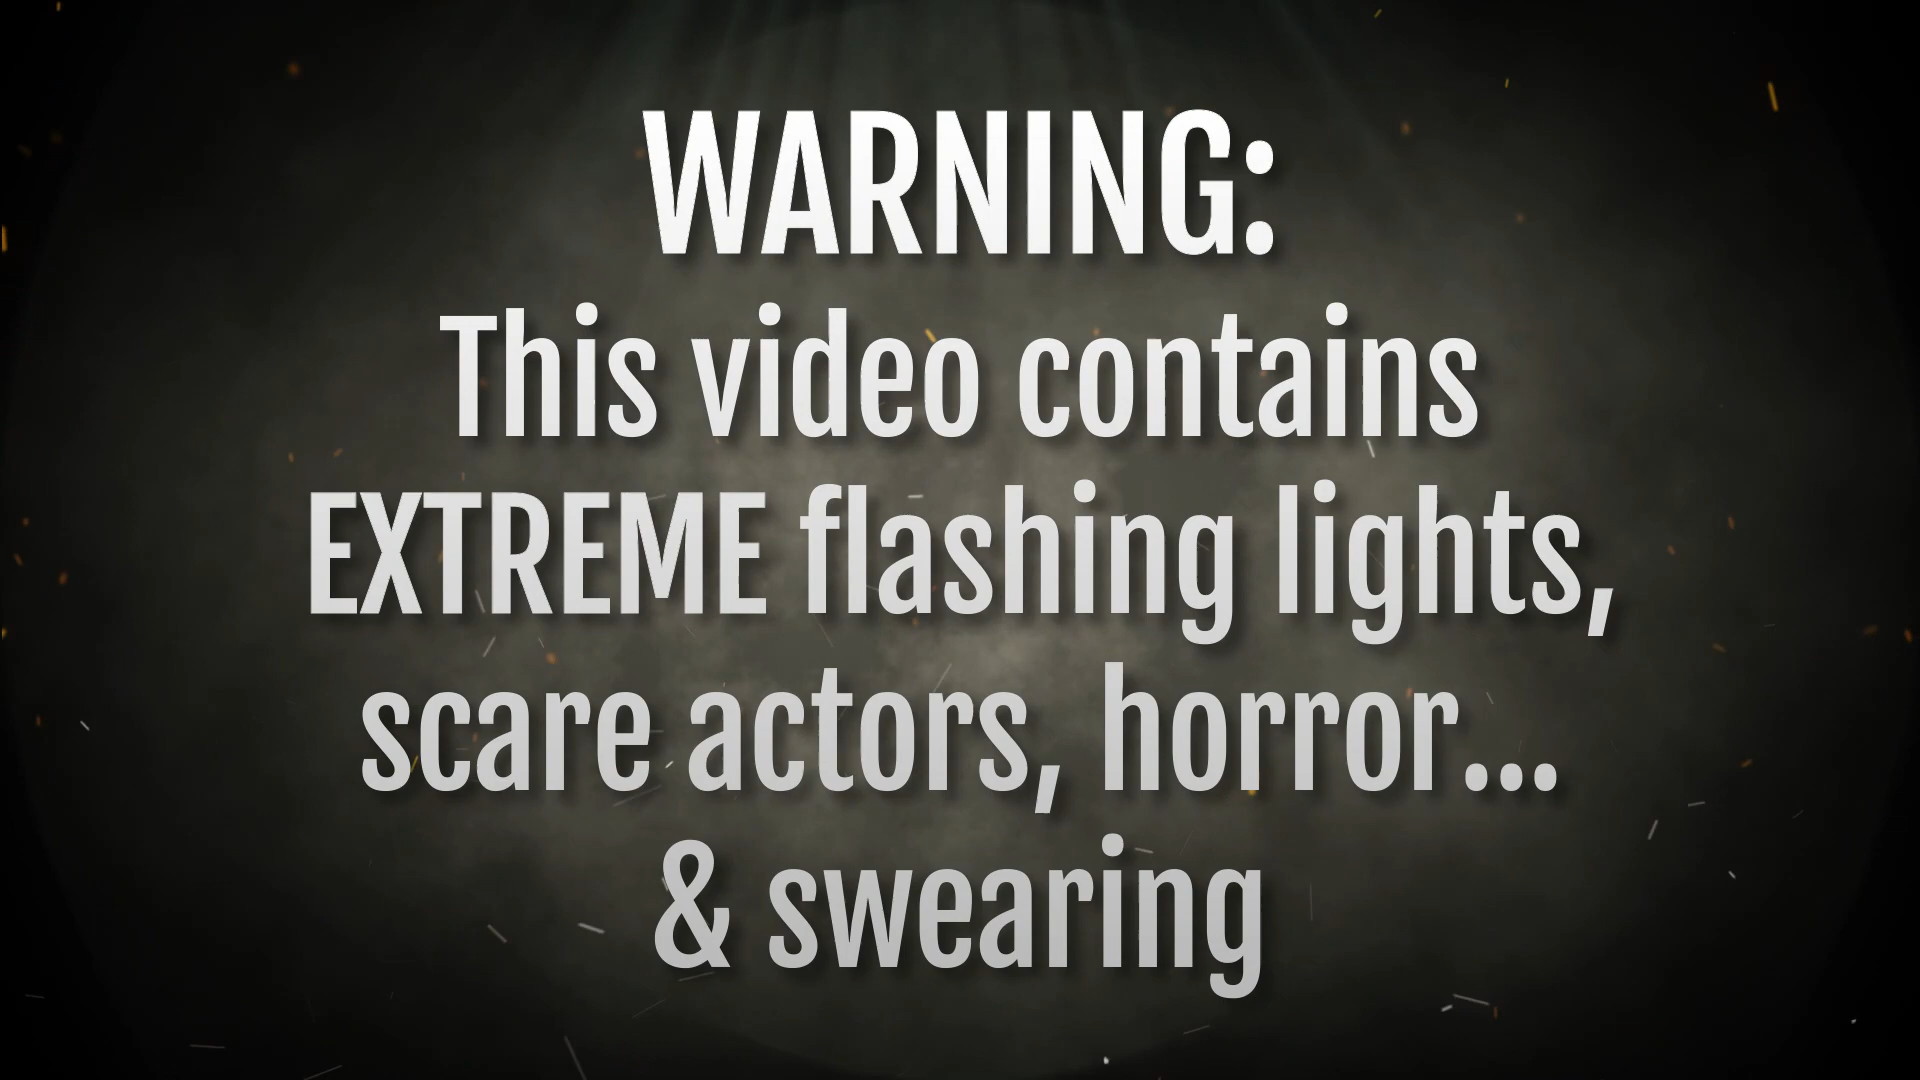 WARNING:
This video contains
EXTREME flashing lights,
scare actors, horror...
& swearing